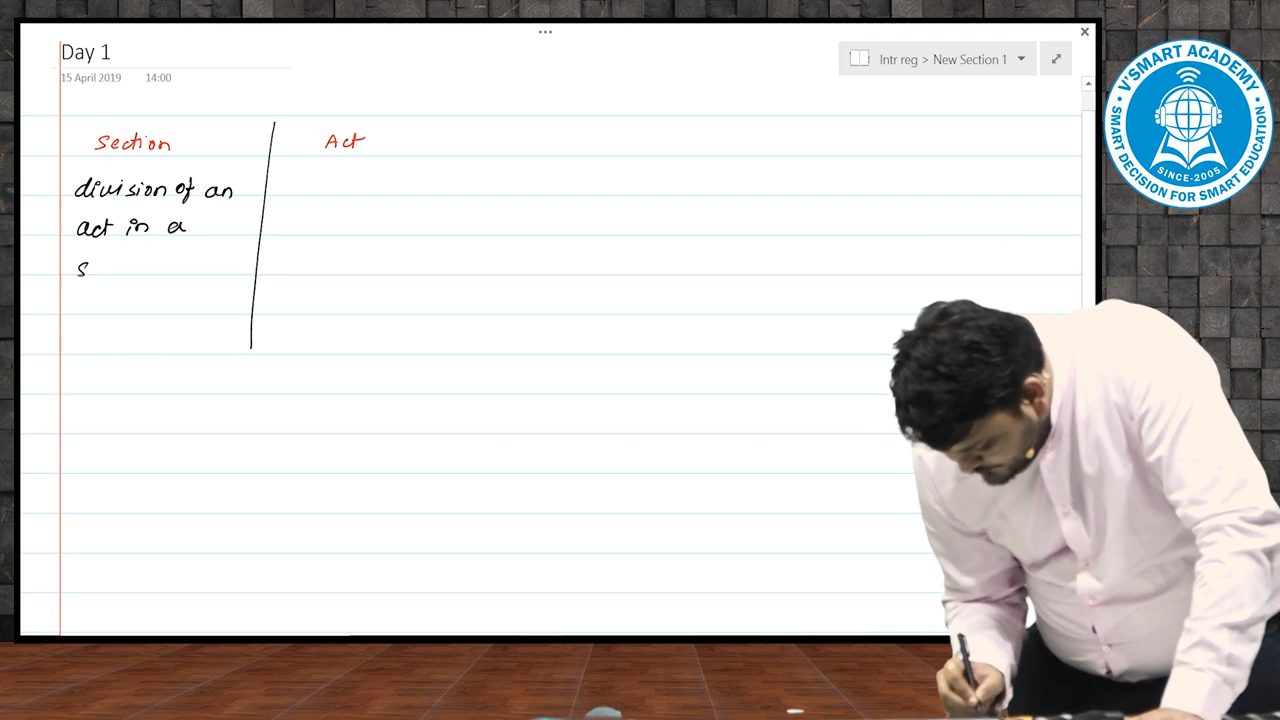 Day 1
15 April 2019 14:00
Intr reg > New Section 1
Section Act
division of an
act in a
s
V'SMART ACADEMY
SINCE-2005
SMART DECISION FOR SMART EDUCATION